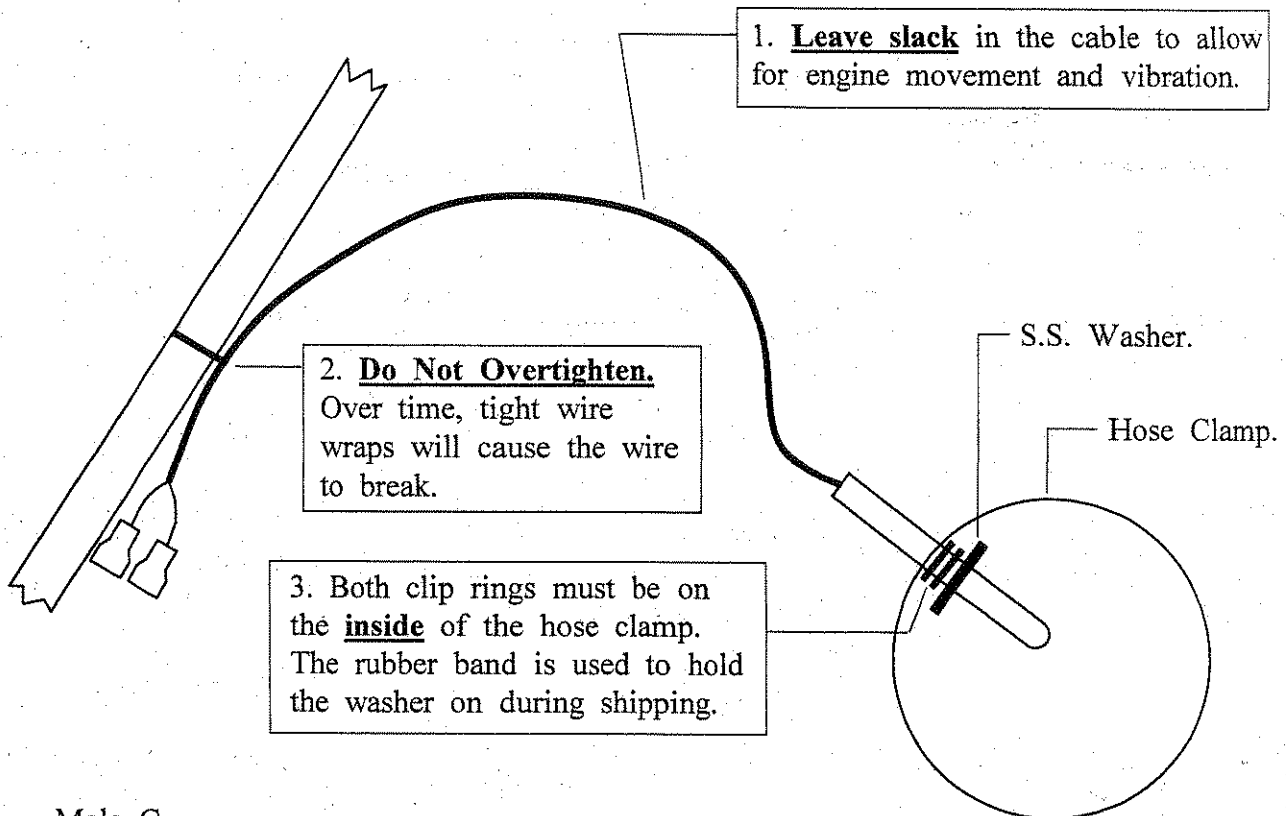 1. Leave slack in the cable to allow
for engine movement and vibration.
S.S. Washer.
Hose Clamp.
2. Do Not Overtighten.
Over time, tight wire
wraps will cause the wire
to break.
3. Both clip rings must be on
the inside of the hose clamp.
The rubber band is used to hold
the washer on during shipping.